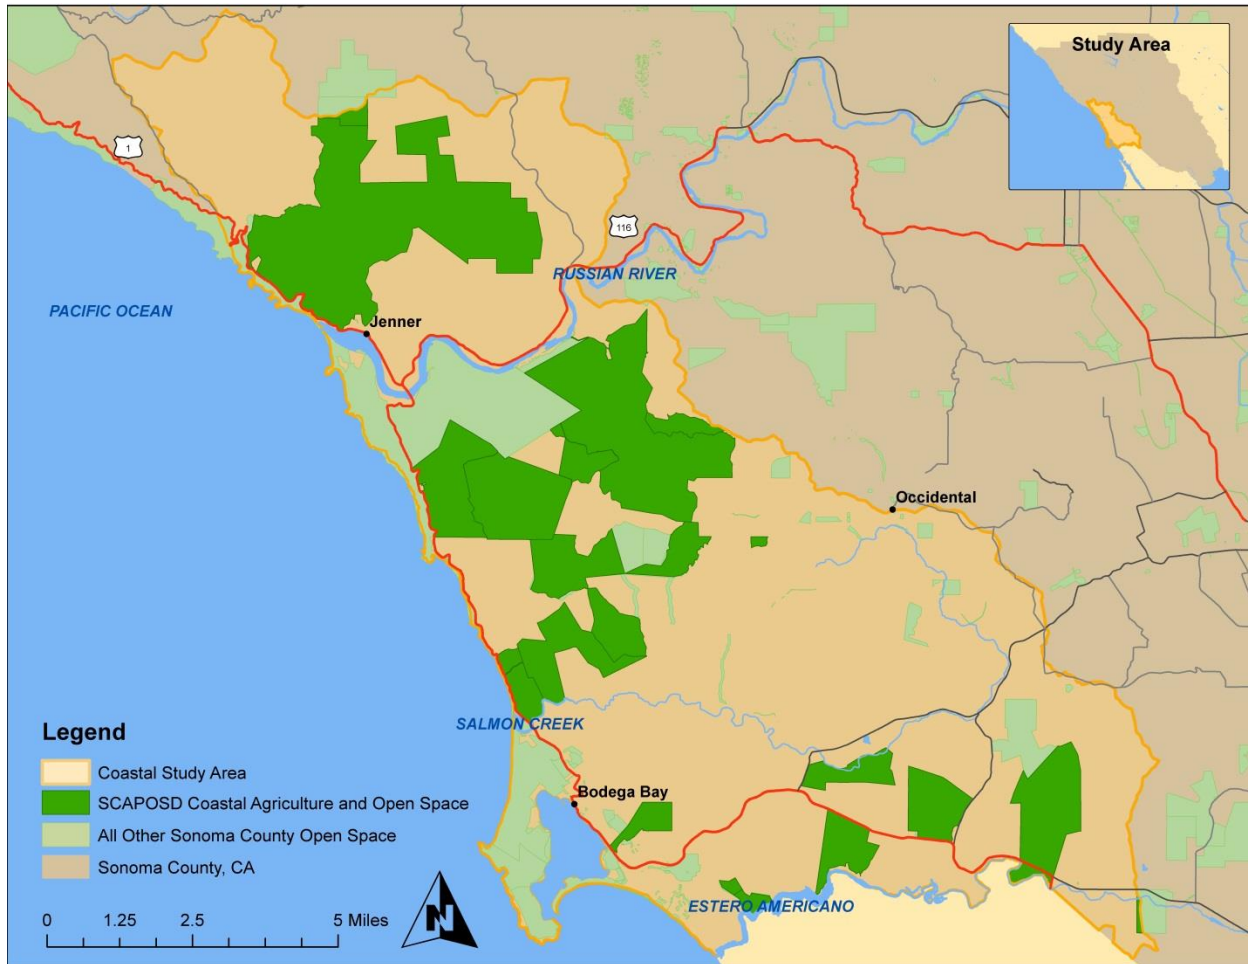 Study Area
1
116
RUSSIAN RIVER
PACIFIC OCEAN
Jenner
Occidental
SALMON CREEK
Legend
Coastal Study Area
SCAPOSD Coastal Agriculture and Open Space
All Other Sonoma County Open Space
Sonoma County, CA
Bodega Bay
ESTERO AMERICANO
N
0 1.25 2.5 5 Miles